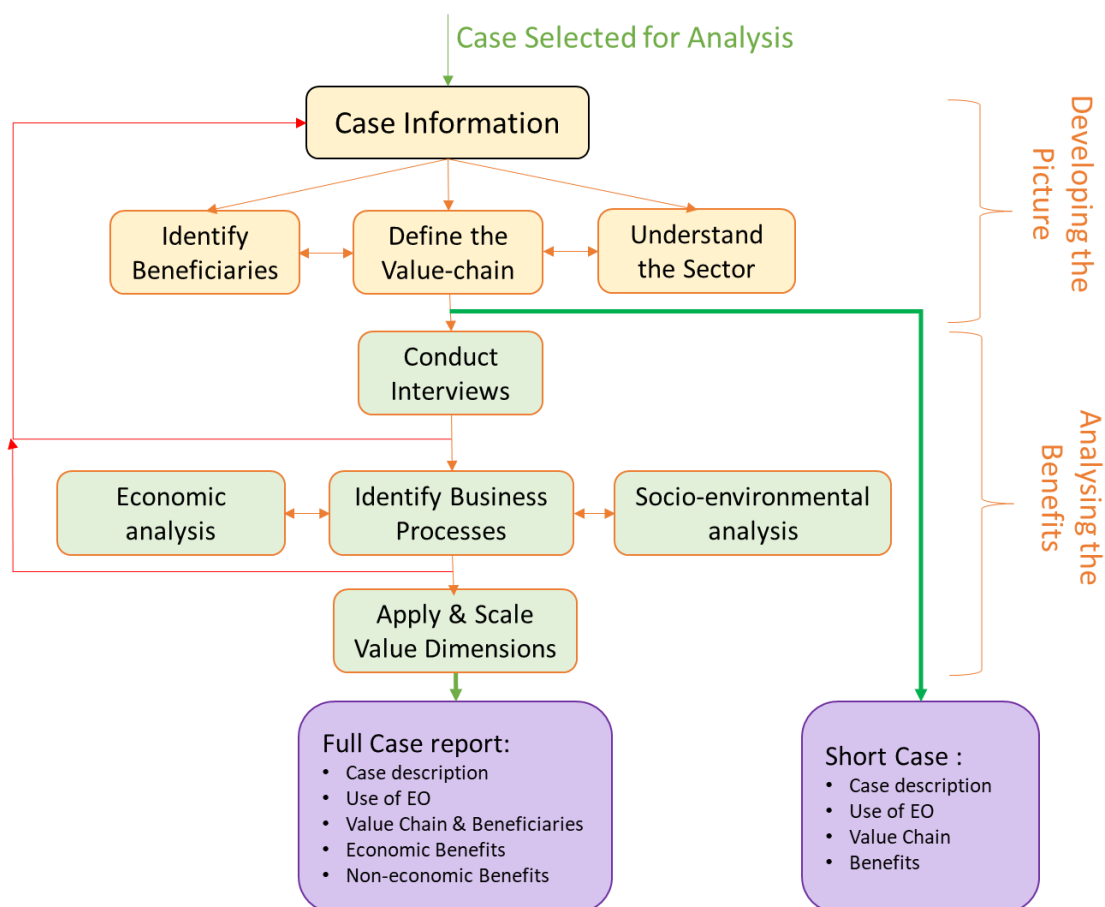 Case Selected for Analysis
Case Information
Developing the
Picture
Identify
Beneficiaries
Define the
Value-chain
Understand
the Sector
Conduct
Interviews
Analysing the
Benefits
Economic
analysis
Identify Business
Processes
Socio-environmental
analysis
Apply & Scale
Value Dimensions
Full Case report:
• Case description
• Use of EO
• Value Chain & Beneficiaries
• Economic Benefits
• Non-economic Benefits
Short Case :
• Case description
• Use of EO
• Value Chain
• Benefits